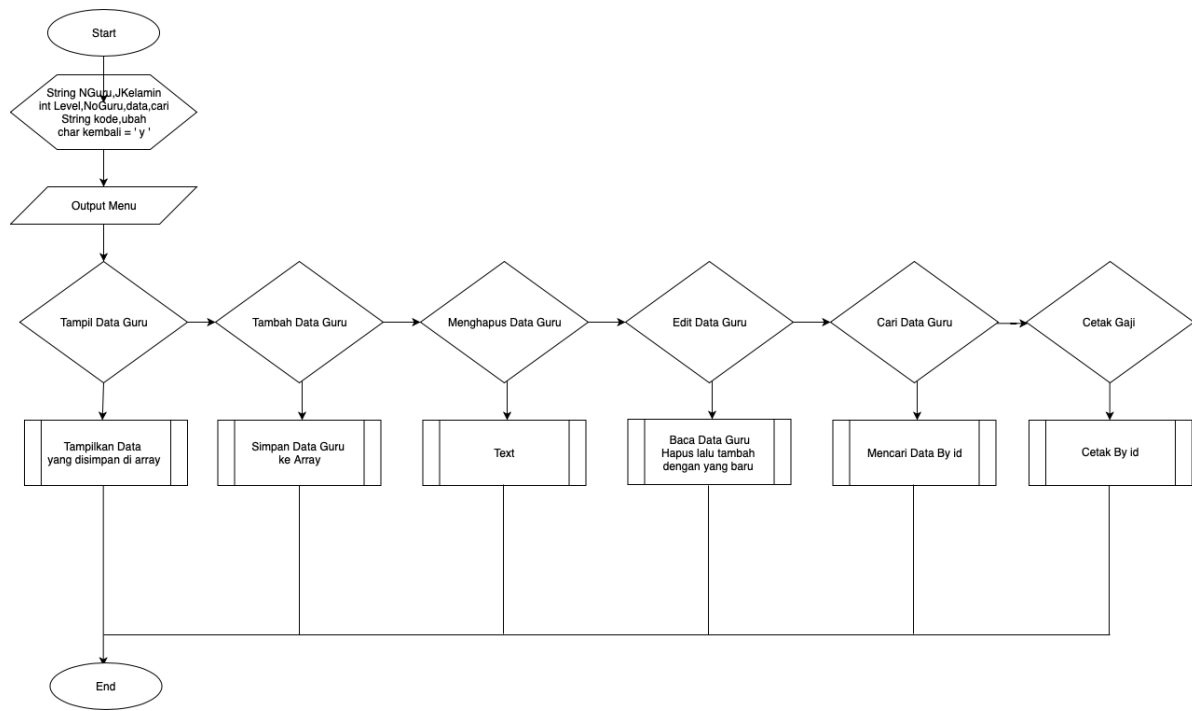 Start
String NGuru,JKelamin
int Level,NoGuru,data,cari
String kode,ubah
char kembali = ' y '
Output Menu
Tampil Data Guru
Tambah Data Guru
Menghapus Data Guru
Edit Data Guru
Cari Data Guru
Cetak Gaji
Tampilkan Data
yang disimpan di array
Simpan Data Guru
ke Array
Text
Baca Data Guru
Hapus lalu tambah
dengan yang baru
Mencari Data By id
Cetak By id
End